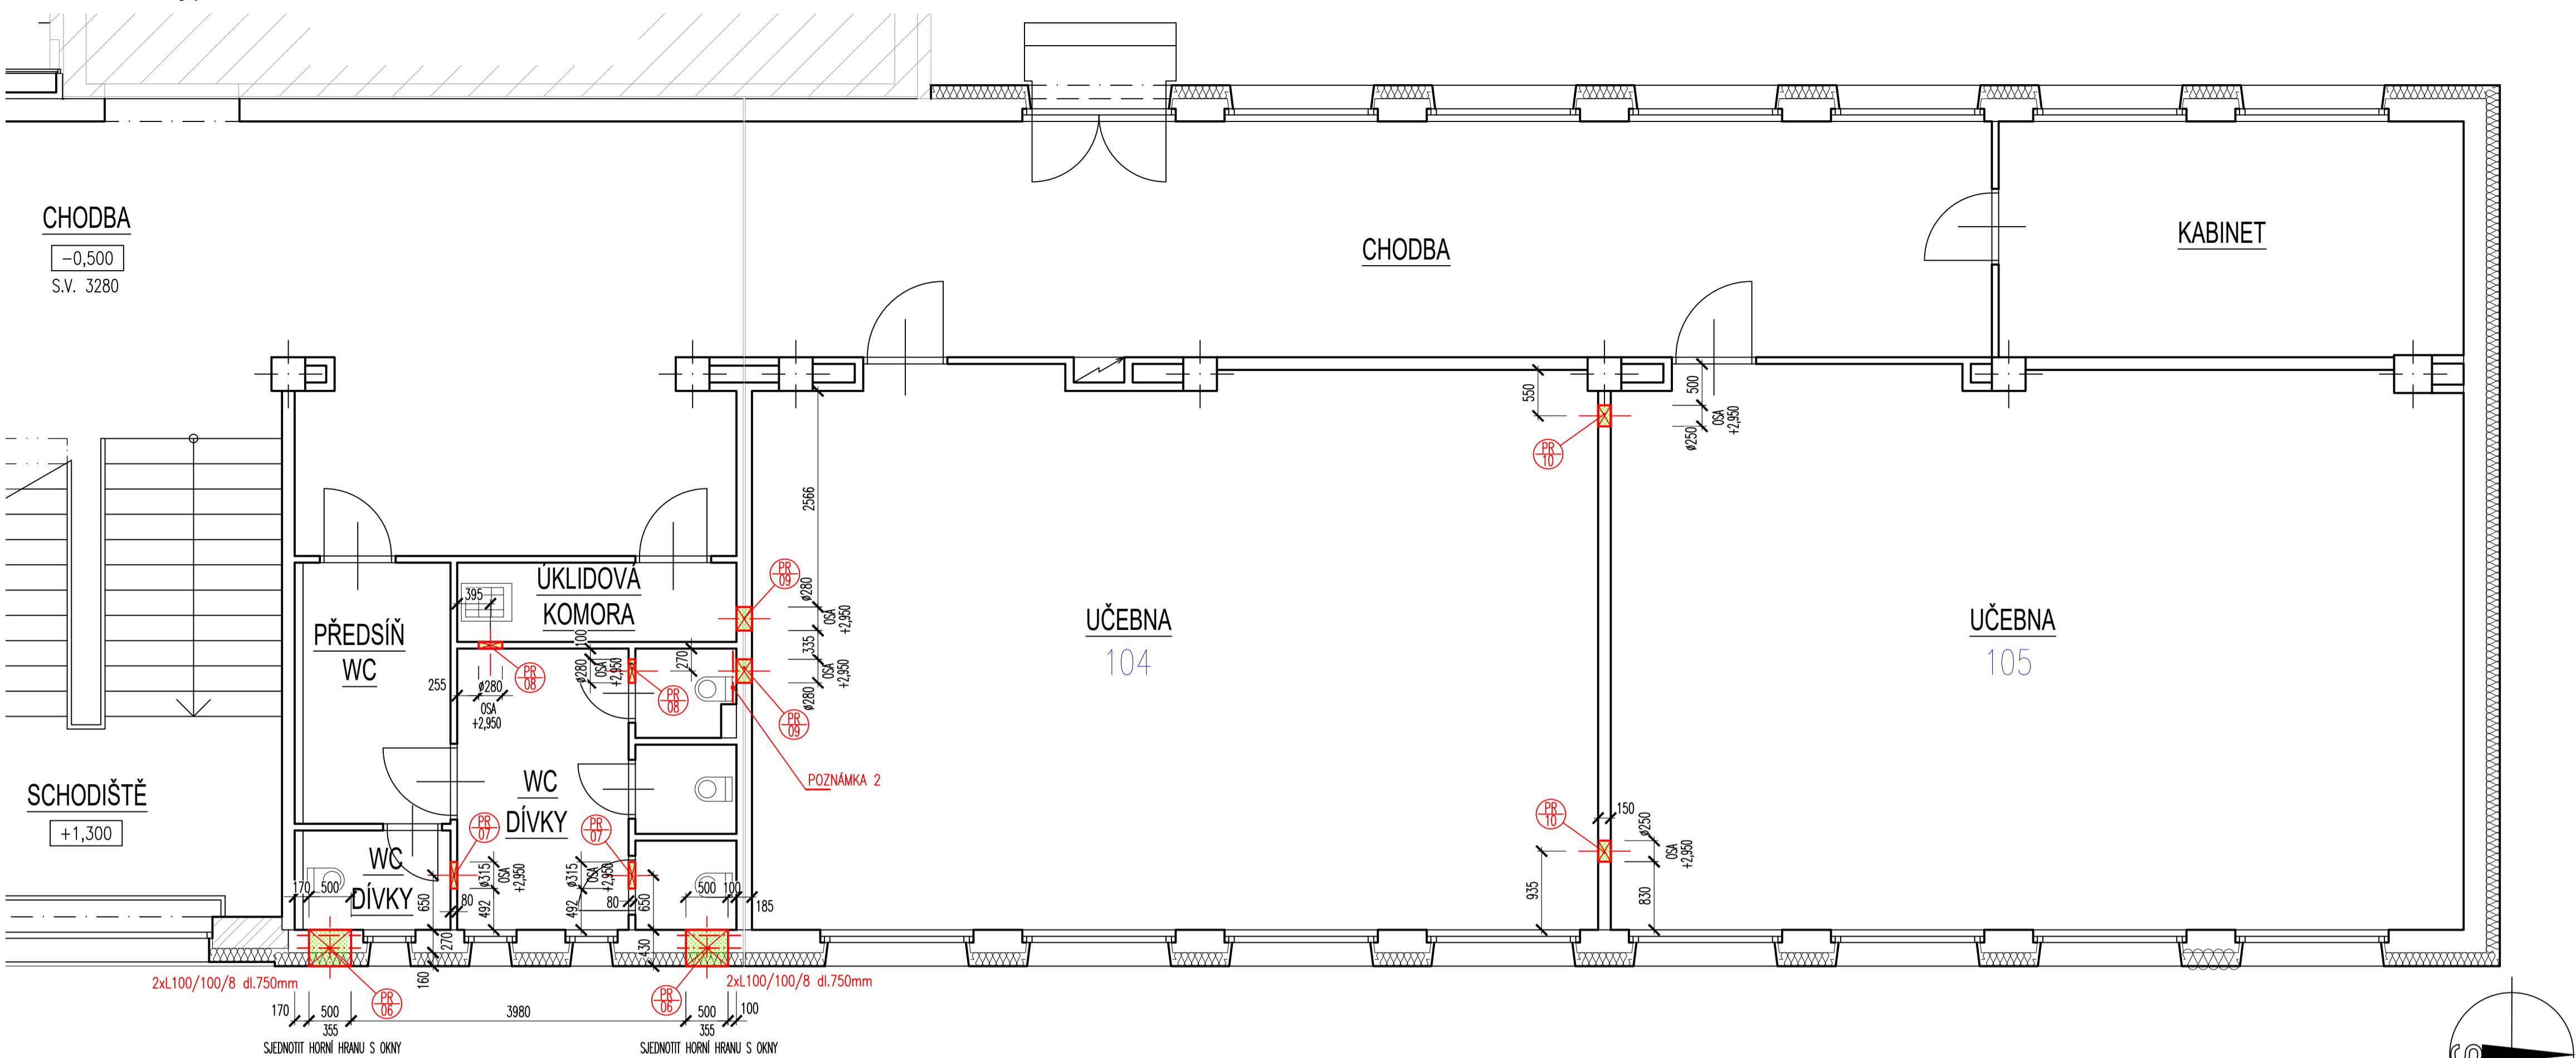 CHODBA
-0,500
S.V. 3280
CHODBA
KABINET
550
500
OSA
+2,950
ø250
PR
10
2566
ÚKLIDOVÁ
KOMORA
395
PR
09
ø280
OSA
+2,950
335
OSA
+2,950
ø280
PR
09
PŘEDSÍŇ
WC
100
ø280
OSA
+2,950
270
PR
08
PR
08
255
ø280
OSA
+2,950
UČEBNA
104
UČEBNA
105
POZNÁMKA 2
SCHODIŠTĚ
+1,300
WC
DÍVKY
PR
07
PR
07
WC
DÍVKY
170
500
650
80
ø315
OSA
+2,950
492
ø315
OSA
+2,950
492
80
650
500
100
185
PR
10
150
ø250
OSA
+2,950
935
830
270
160
430
2xL100/100/8 dl.750mm
2xL100/100/8 dl.750mm
PR
06
PR
06
170
500
3980
500
100
355
355
SJEDNOTIT HORNÍ HRANU S OKNY
SJEDNOTIT HORNÍ HRANU S OKNY
S